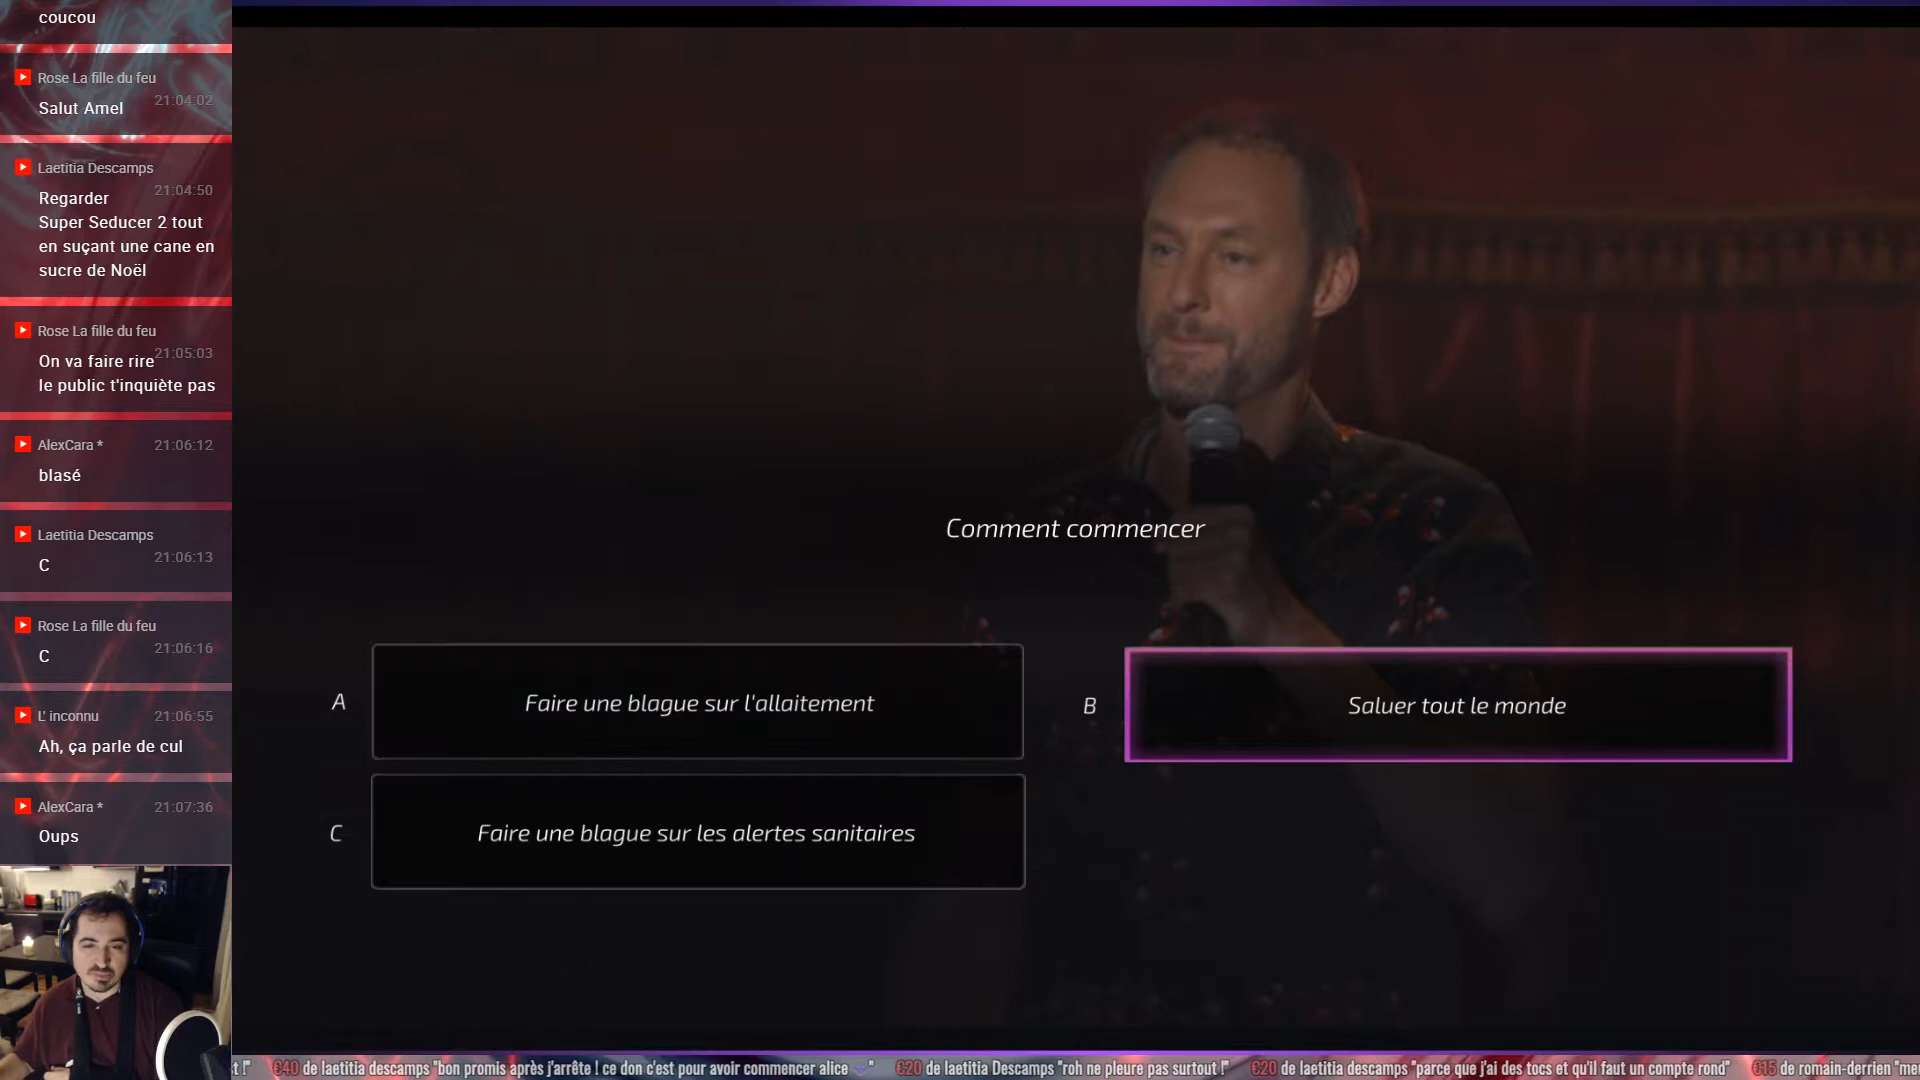 coucou
Rose La fille du feu
21:04:02
Salut Amel
Laetitia Descamps
21:04:50
Regarder
Super Seducer 2 tout
en suçant une cane en
sucre de Noël
Rose La fille du feu
21:05:03
On va faire rire
le public t'inquiète pas
AlexCara *
21:06:12
blasé
Laetitia Descamps
21:06:13
C
Rose La fille du feu
21:06:16
C
L' inconnu
21:06:55
Ah, ça parle de cul
AlexCara *
21:07:36
Oups
Comment commencer
A
Faire une blague sur l'allaitement
B
Saluer tout le monde
C
Faire une blague sur les alertes sanitaires
t !" €40 de laetitia descamps "bon promis après j'arrête ! ce don c'est pour avoir commencer alice " €20 de laetitia Descamps "roh ne pleure pas surtout !" €20 de laetitia descamps "parce que j'ai des tocs et qu'il faut un compte rond" €15 de romain-derrien